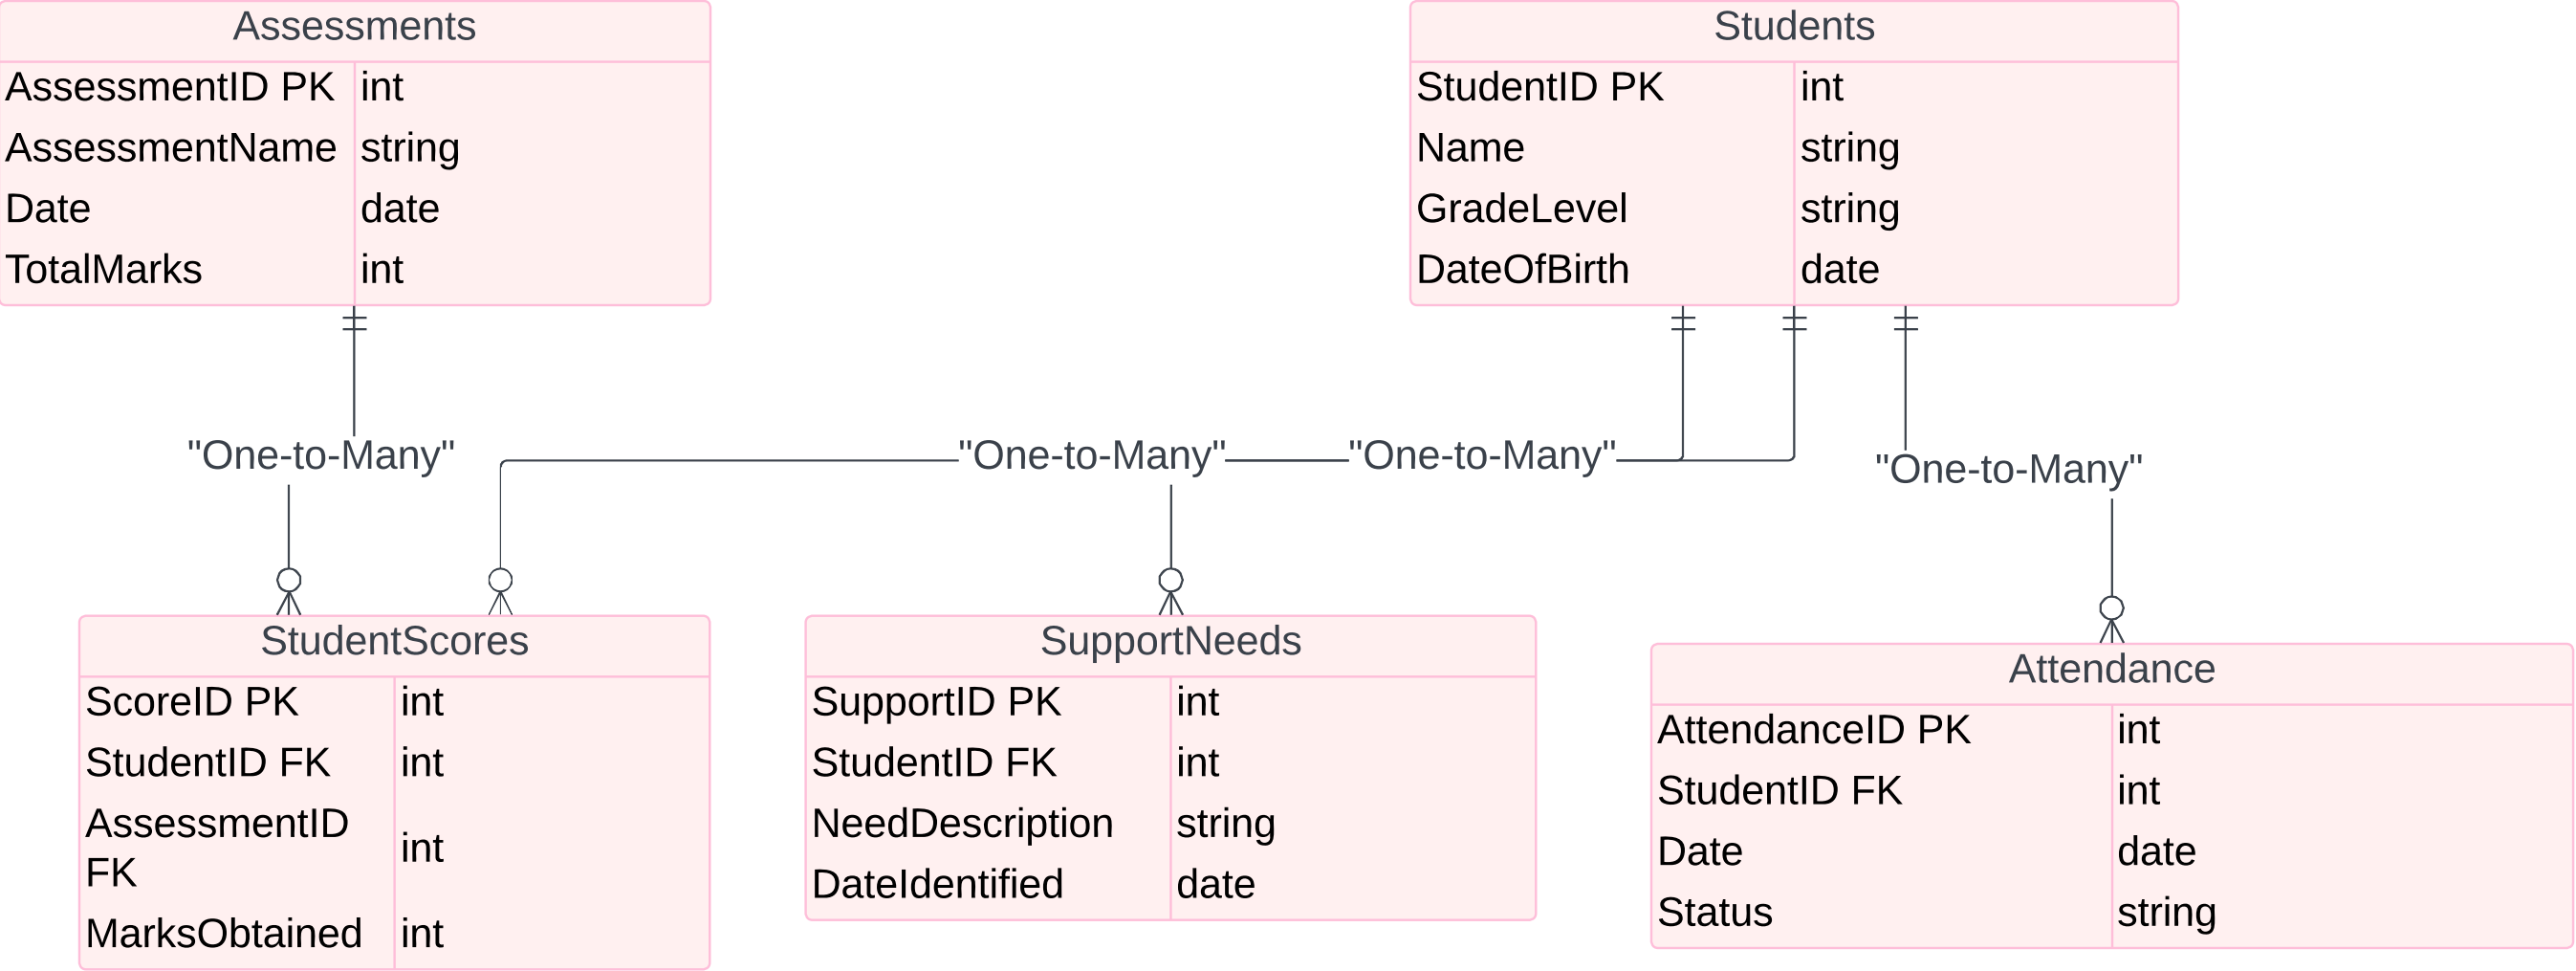 Assessments
AssessmentID PK int
AssessmentName string
Date date
TotalMarks int
Students
StudentID PK int
Name string
GradeLevel string
DateOfBirth date
"One-to-Many"
"One-to-Many"
"One-to-Many"
"One-to-Many"
StudentScores
ScoreID PK int
StudentID FK int
AssessmentID
FK
int
MarksObtained int
SupportNeeds
SupportID PK int
StudentID FK int
NeedDescription string
DateIdentified date
Attendance
AttendanceID PK int
StudentID FK int
Date date
Status string